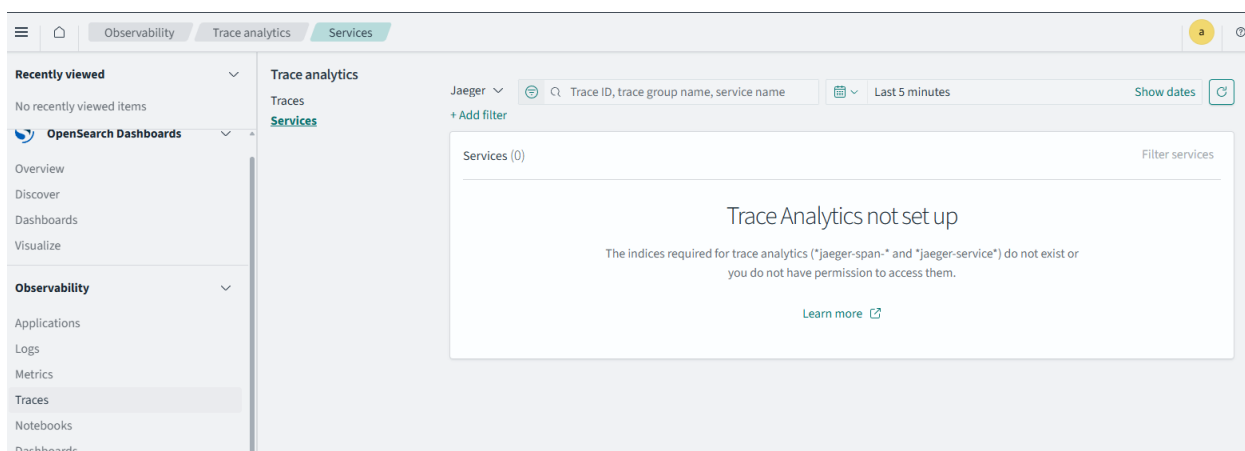 Observability Trace analytics Services a
Recently viewed
No recently viewed items
OpenSearch Dashboards
Overview
Discover
Dashboards
Visualize
Observability
Applications
Logs
Metrics
Traces
Notebooks
Dashboards
Trace analytics
Traces
Services
Jaeger Trace ID, trace group name, service name Last 5 minutes Show dates
+ Add filter
Services (0) Filter services
Trace Analytics not set up
The indices required for trace analytics (*jaeger-span-* and *jaeger-service*) do not exist or
you do not have permission to access them.
Learn more